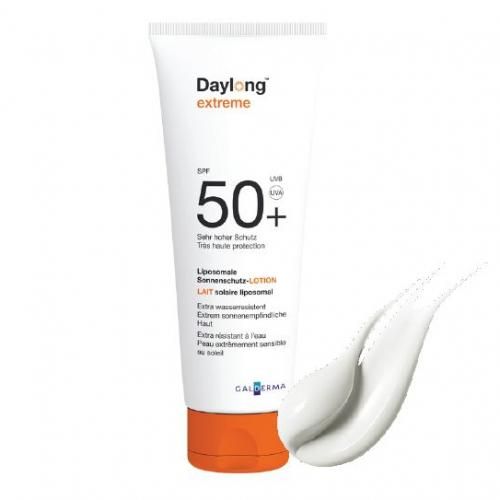 Daylong™
extreme
SPF
50+
UVB
UVA
Sehr hoher Schutz
Très haute protection
Liposomale
Sonnenschutz-LOTION
LAIT solaire liposomal
Extra wasserresistent
Extrem sonnenempfindliche
Haut
Extra résistant à l'eau
Peau extrêmement sensible
au soleil
GALDERMA